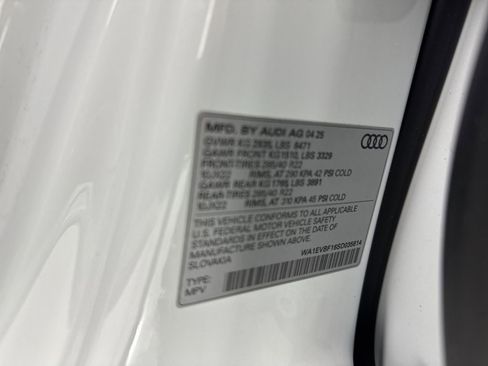 MFD. BY AUDI AG 04 25
GVWR KG 2935, LBS 6471
GAWR FRONT KG 1510, LBS 3329
FRONT TIRES 285/40 R22
10Jx22 RIMS, AT 290 KPA 42 PSI COLD
GAWR REAR KG 1765, LBS 3891
REAR TIRES 285/40 R22
10Jx22 RIMS, AT 310 KPA 45 PSI COLD
THIS VEHICLE CONFORMS TO ALL APPLICABLE
U.S. FEDERAL MOTOR VEHICLE SAFETY
STANDARDS IN EFFECT ON THE DATE OF
MANUFACTURE SHOWN ABOVE.
SLOVAKIA
TYPE:
MPV